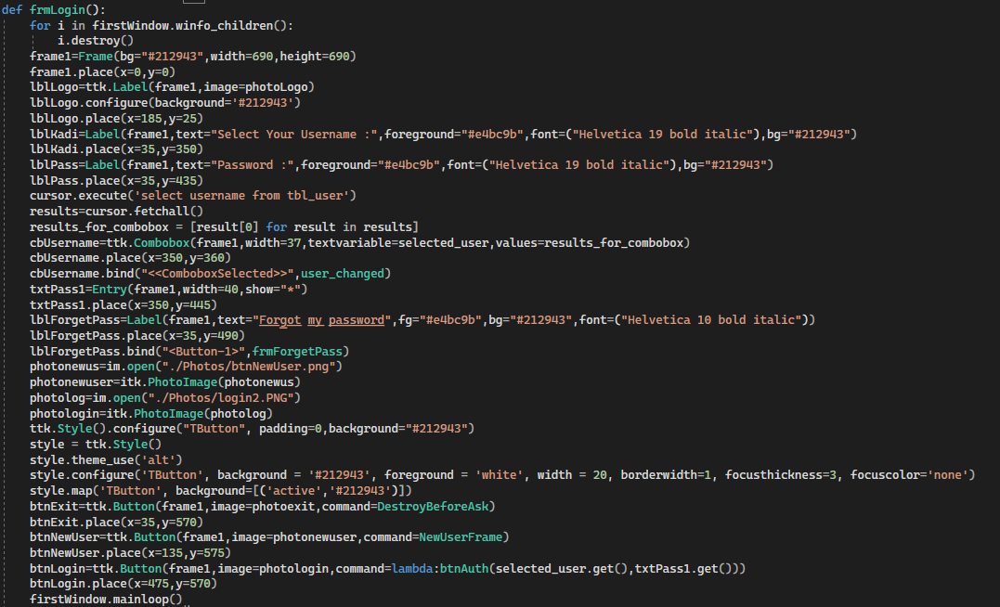 def frmLogin():
    for i in firstWindow.winfo_children():
        i.destroy()
    frame1=Frame(bg="#212943",width=690,height=690)
    frame1.place(x=0,y=0)
    lblLogo=ttk.Label(frame1,image=photoLogo)
    lblLogo.configure(background='#212943')
    lblLogo.place(x=185,y=25)
    lblKadi=Label(frame1,text="Select Your Username :",foreground="#e4bc9b",font=("Helvetica 19 bold italic"),bg="#212943")
    lblKadi.place(x=35,y=350)
    lblPass=Label(frame1,text="Password :",foreground="#e4bc9b",font=("Helvetica 19 bold italic"),bg="#212943")
    lblPass.place(x=35,y=435)
    cursor.execute('select username from tbl_user')
    results=cursor.fetchall()
    results_for_combobox = [result[0] for result in results]
    cbUsername=ttk.Combobox(frame1,width=37,textvariable=selected_user,values=results_for_combobox)
    cbUsername.place(x=350,y=360)
    cbUsername.bind("<<ComboboxSelected>>",user_changed)
    txtPass1=Entry(frame1,width=40,show="*")
    txtPass1.place(x=350,y=445)
    lblForgetPass=Label(frame1,text="Forgot my password",fg="#e4bc9b",bg="#212943",font=("Helvetica 10 bold italic"))
    lblForgetPass.place(x=35,y=490)
    lblForgetPass.bind("<Button-1>",frmForgetPass)
    photonewus=im.open("./Photos/btnNewUser.png")
    photonewuser=itk.PhotoImage(photonewus)
    photolog=im.open("./Photos/login2.PNG")
    photologin=itk.PhotoImage(photolog)
    ttk.Style().configure("TButton", padding=0,background="#212943")
    style = ttk.Style()
    style.theme_use('alt')
    style.configure('TButton', background = '#212943', foreground = 'white', width = 20, borderwidth=1, focusthickness=3, focuscolor='none')
    style.map('TButton', background=[('active','#212943')])
    btnExit=ttk.Button(frame1,image=photoexit,command=DestroyBeforeAsk)
    btnExit.place(x=35,y=570)
    btnNewUser=ttk.Button(frame1,image=photonewuser,command=NewUserFrame)
    btnNewUser.place(x=135,y=575)
    btnLogin=ttk.Button(frame1,image=photologin,command=lambda:btnAuth(selected_user.get(),txtPass1.get()))
    btnLogin.place(x=475,y=570)
    firstWindow.mainloop()